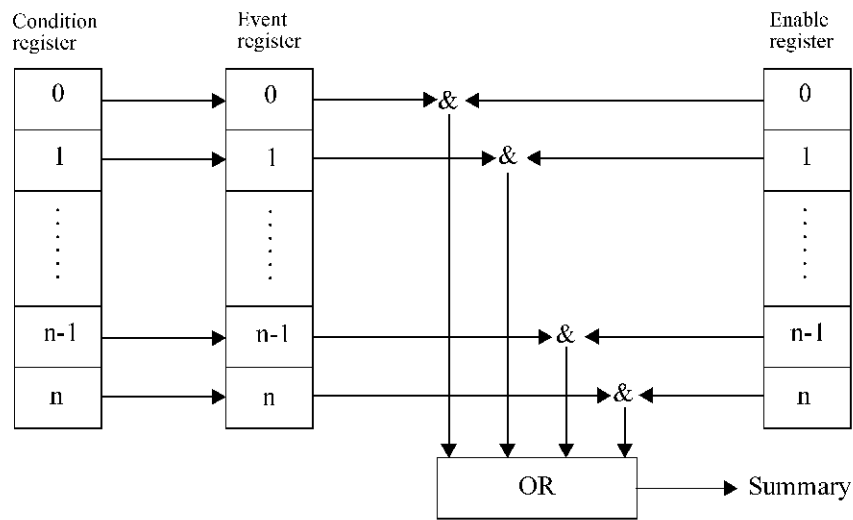 Condition
register
Event
register
Enable
register
0
0
&
0
1
1
&
1
n-1
n-1
&
n-1
n
n
&
n
OR
Summary